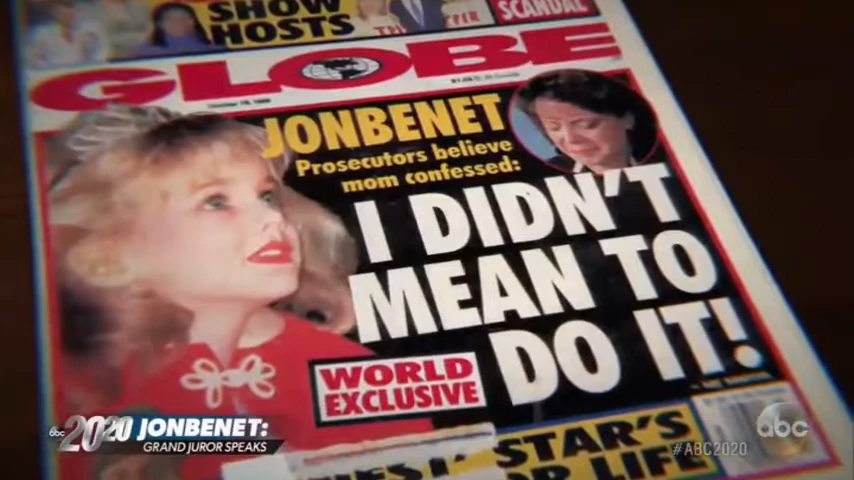 SHOW
HOSTS
SCANDAL
GLOBE
JONBENET
Prosecutors believe
mom confessed:
I DIDN'T
MEAN TO
DO IT!
WORLD
EXCLUSIVE
STAR'S
LIFE
abc 2020 JONBENET:
GRAND JUROR SPEAKS
#ABC2020
abc